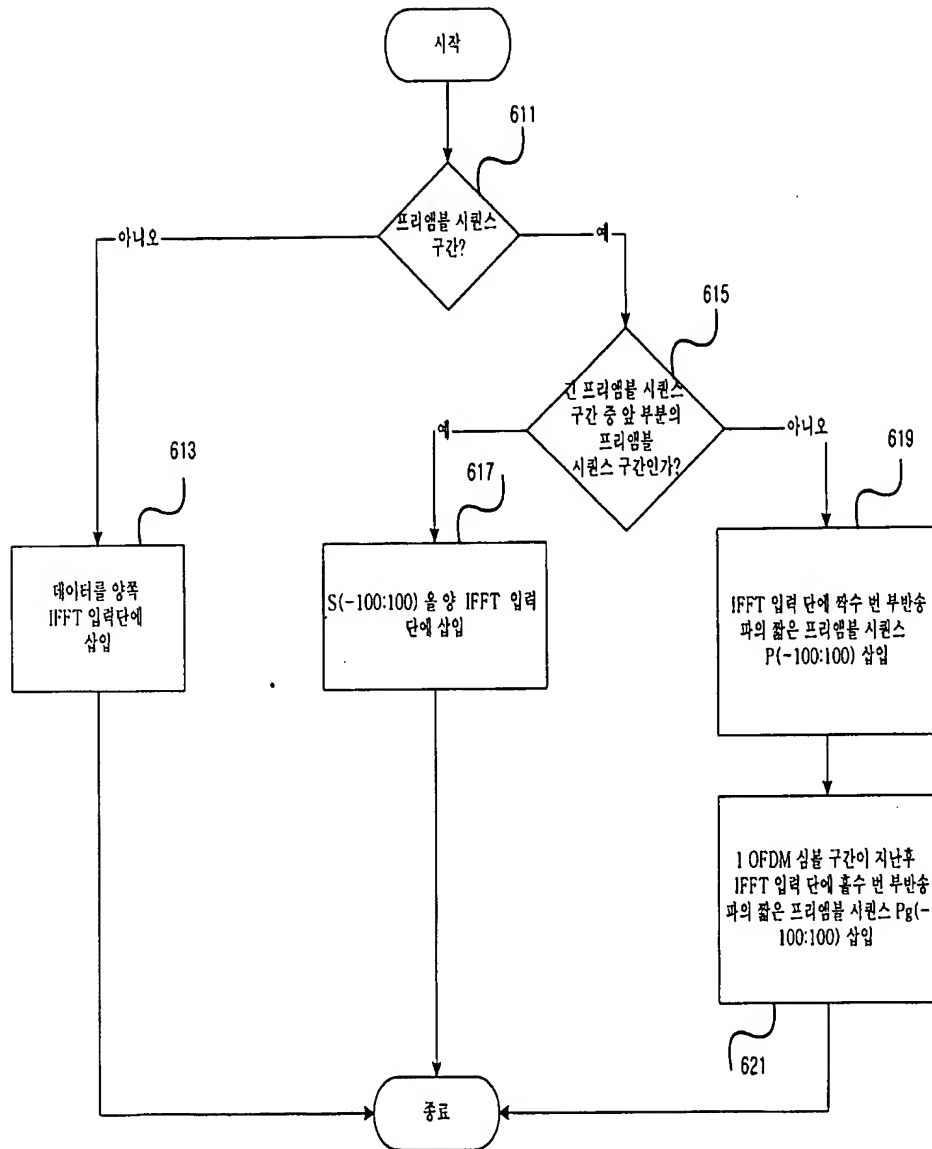 시작
611
프리앰블 시퀀스
구간?
아니오
예
615
긴 프리앰블 시퀀스
구간 중 앞 부분의
프리앰블
시퀀스 구간인가?
예
아니오
613
617
619
데이터를 양쪽
IFFT 입력단에
삽입
S(-100:100) 을 양 IFFT 입력
단에 삽입
IFFT 입력 단에 짝수 번 부반송
파의 짧은 프리앰블 시퀀스
P(-100:100) 삽입
1 OFDM 심볼 구간이 지난후
IFFT 입력 단에 홀수 번 부반송
파의 짧은 프리앰블 시퀀스 Pg(-
100:100) 삽입
621
종료